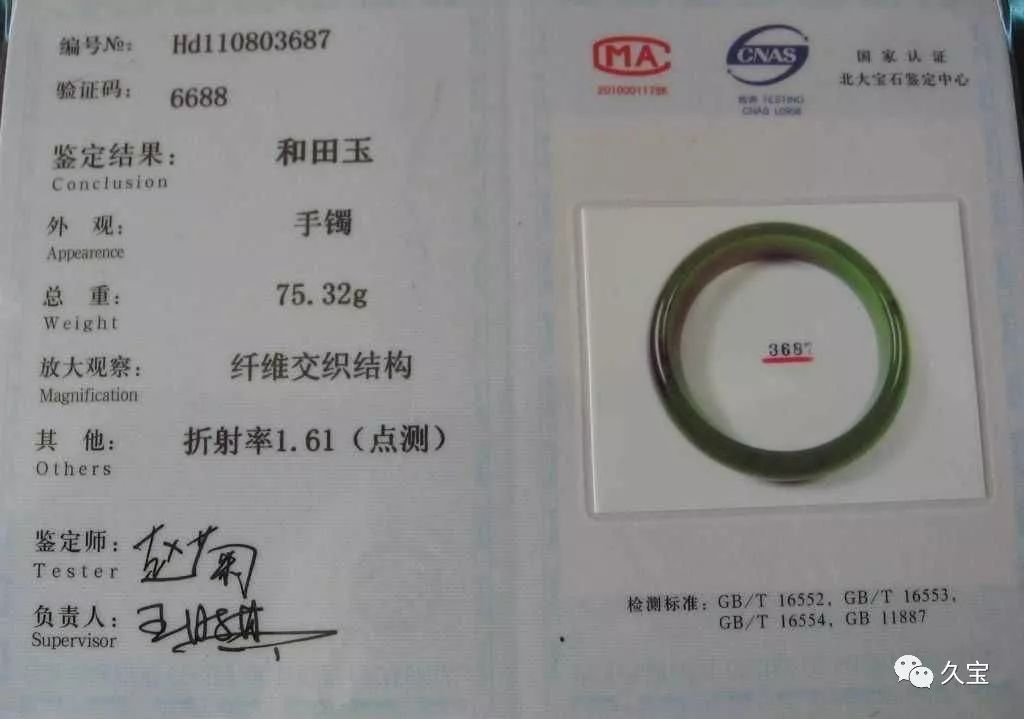 编号№: Hd110803687
验证码: 6688
鉴定结果: 和田玉
Conclusion
外 观: 手镯
Appearence
总 重: 75.32g
Weight
放大观察: 纤维交织结构
Magnification
其 他: 折射率1.61（点测）
Others
鉴定师:
Tester
负责人:
Supervisor
MA
CNAS
TESTING
国家认证
北大宝石鉴定中心
3687
检测标准: GB/T 16552, GB/T 16553,
GB/T 16554, GB 11887
久宝